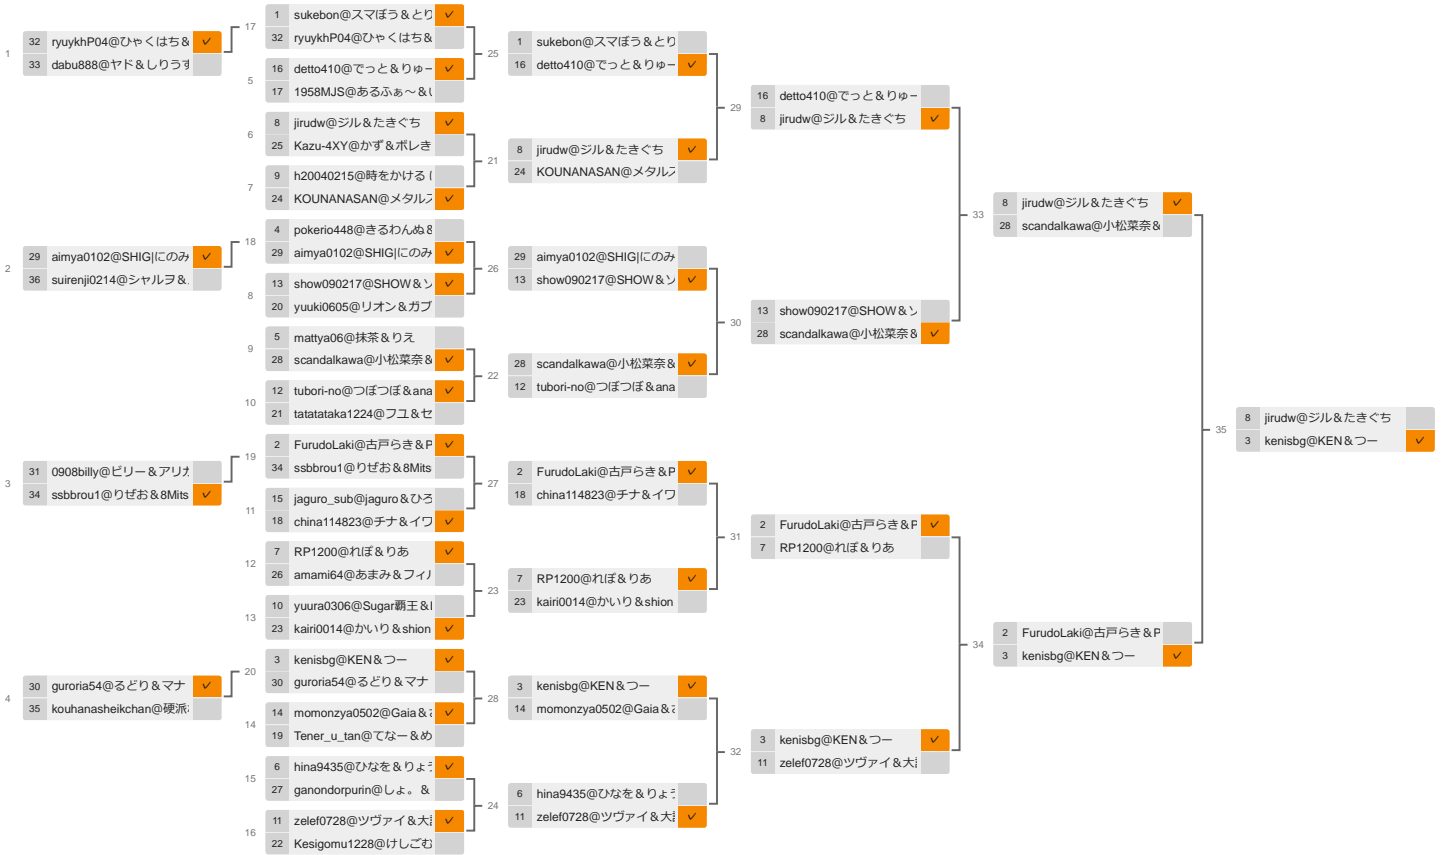 1
32 ryuykhP04@ひゃくはち&
33 dabu888@ヤド&しりうす
2
29 aimya0102@SHIG|にのみ
36 suirenji0214@シャルヲ&.
3
31 0908billy@ビリー&アリカ
34 ssbbrou1@りぜお&8Mits
4
30 guroria54@るどり&マナ
35 kouhanasheikchan@硬派
17
1 sukebon@スマぼう&とり
32 ryuykhP04@ひゃくはち&
5
16 detto410@でっと&りゅー
17 1958MJS@あるふぁ~&
6
8 jirudw@ジル&たきぐち
25 Kazu-4XY@かず&ボレき
7
9 h20040215@時をかける
24 KOUNANASAN@メタル
18
4 pokerio448@きるわんぬ&
29 aimya0102@SHIG|にのみ
8
13 show090217@SHOW&ソ
20 yuuki0605@リオン&ガブ
9
5 mattya06@抹茶&りえ
28 scandalkawa@小松菜奈&
10
12 tubori-no@つぼつぼ&ana
21 tatatataka1224@フユ&セ
19
2 FurudoLaki@古戸らき&P
34 ssbbrou1@りぜお&8Mits
11
15 jaguro_sub@jaguro&ひろ
18 china114823@チナ&イワ
12
7 RP1200@れぽ&りあ
26 amami64@あまみ&フィ
13
10 yuura0306@Sugar覇王&
23 kairi0014@かいり&shion
20
3 kenisbg@KEN&つー
30 guroria54@るどり&マナ
14
14 momonzya0502@Gaia&
19 Tener_u_tan@てなー&め
15
6 hina9435@ひなを&りょう
27 ganondorpurin@しょ。&
16
11 zelef0728@ツヴァイ&大
22 Kesigomu1228@けしごむ
25
1 sukebon@スマぼう&とり
16 detto410@でっと&りゅー
21
8 jirudw@ジル&たきぐち
24 KOUNANASAN@メタル
26
29 aimya0102@SHIG|にのみ
13 show090217@SHOW&ソ
22
28 scandalkawa@小松菜奈&
12 tubori-no@つぼつぼ&ana
27
2 FurudoLaki@古戸らき&P
18 china114823@チナ&イワ
23
7 RP1200@れぽ&りあ
23 kairi0014@かいり&shion
28
3 kenisbg@KEN&つー
14 momonzya0502@Gaia&
24
6 hina9435@ひなを&りょう
11 zelef0728@ツヴァイ&大
29
16 detto410@でっと&りゅー
8 jirudw@ジル&たきぐち
30
13 show090217@SHOW&ソ
28 scandalkawa@小松菜奈&
31
2 FurudoLaki@古戸らき&P
7 RP1200@れぽ&りあ
32
3 kenisbg@KEN&つー
11 zelef0728@ツヴァイ&大
33
8 jirudw@ジル&たきぐち
28 scandalkawa@小松菜奈&
34
2 FurudoLaki@古戸らき&P
3 kenisbg@KEN&つー
35
8 jirudw@ジル&たきぐち
3 kenisbg@KEN&つー